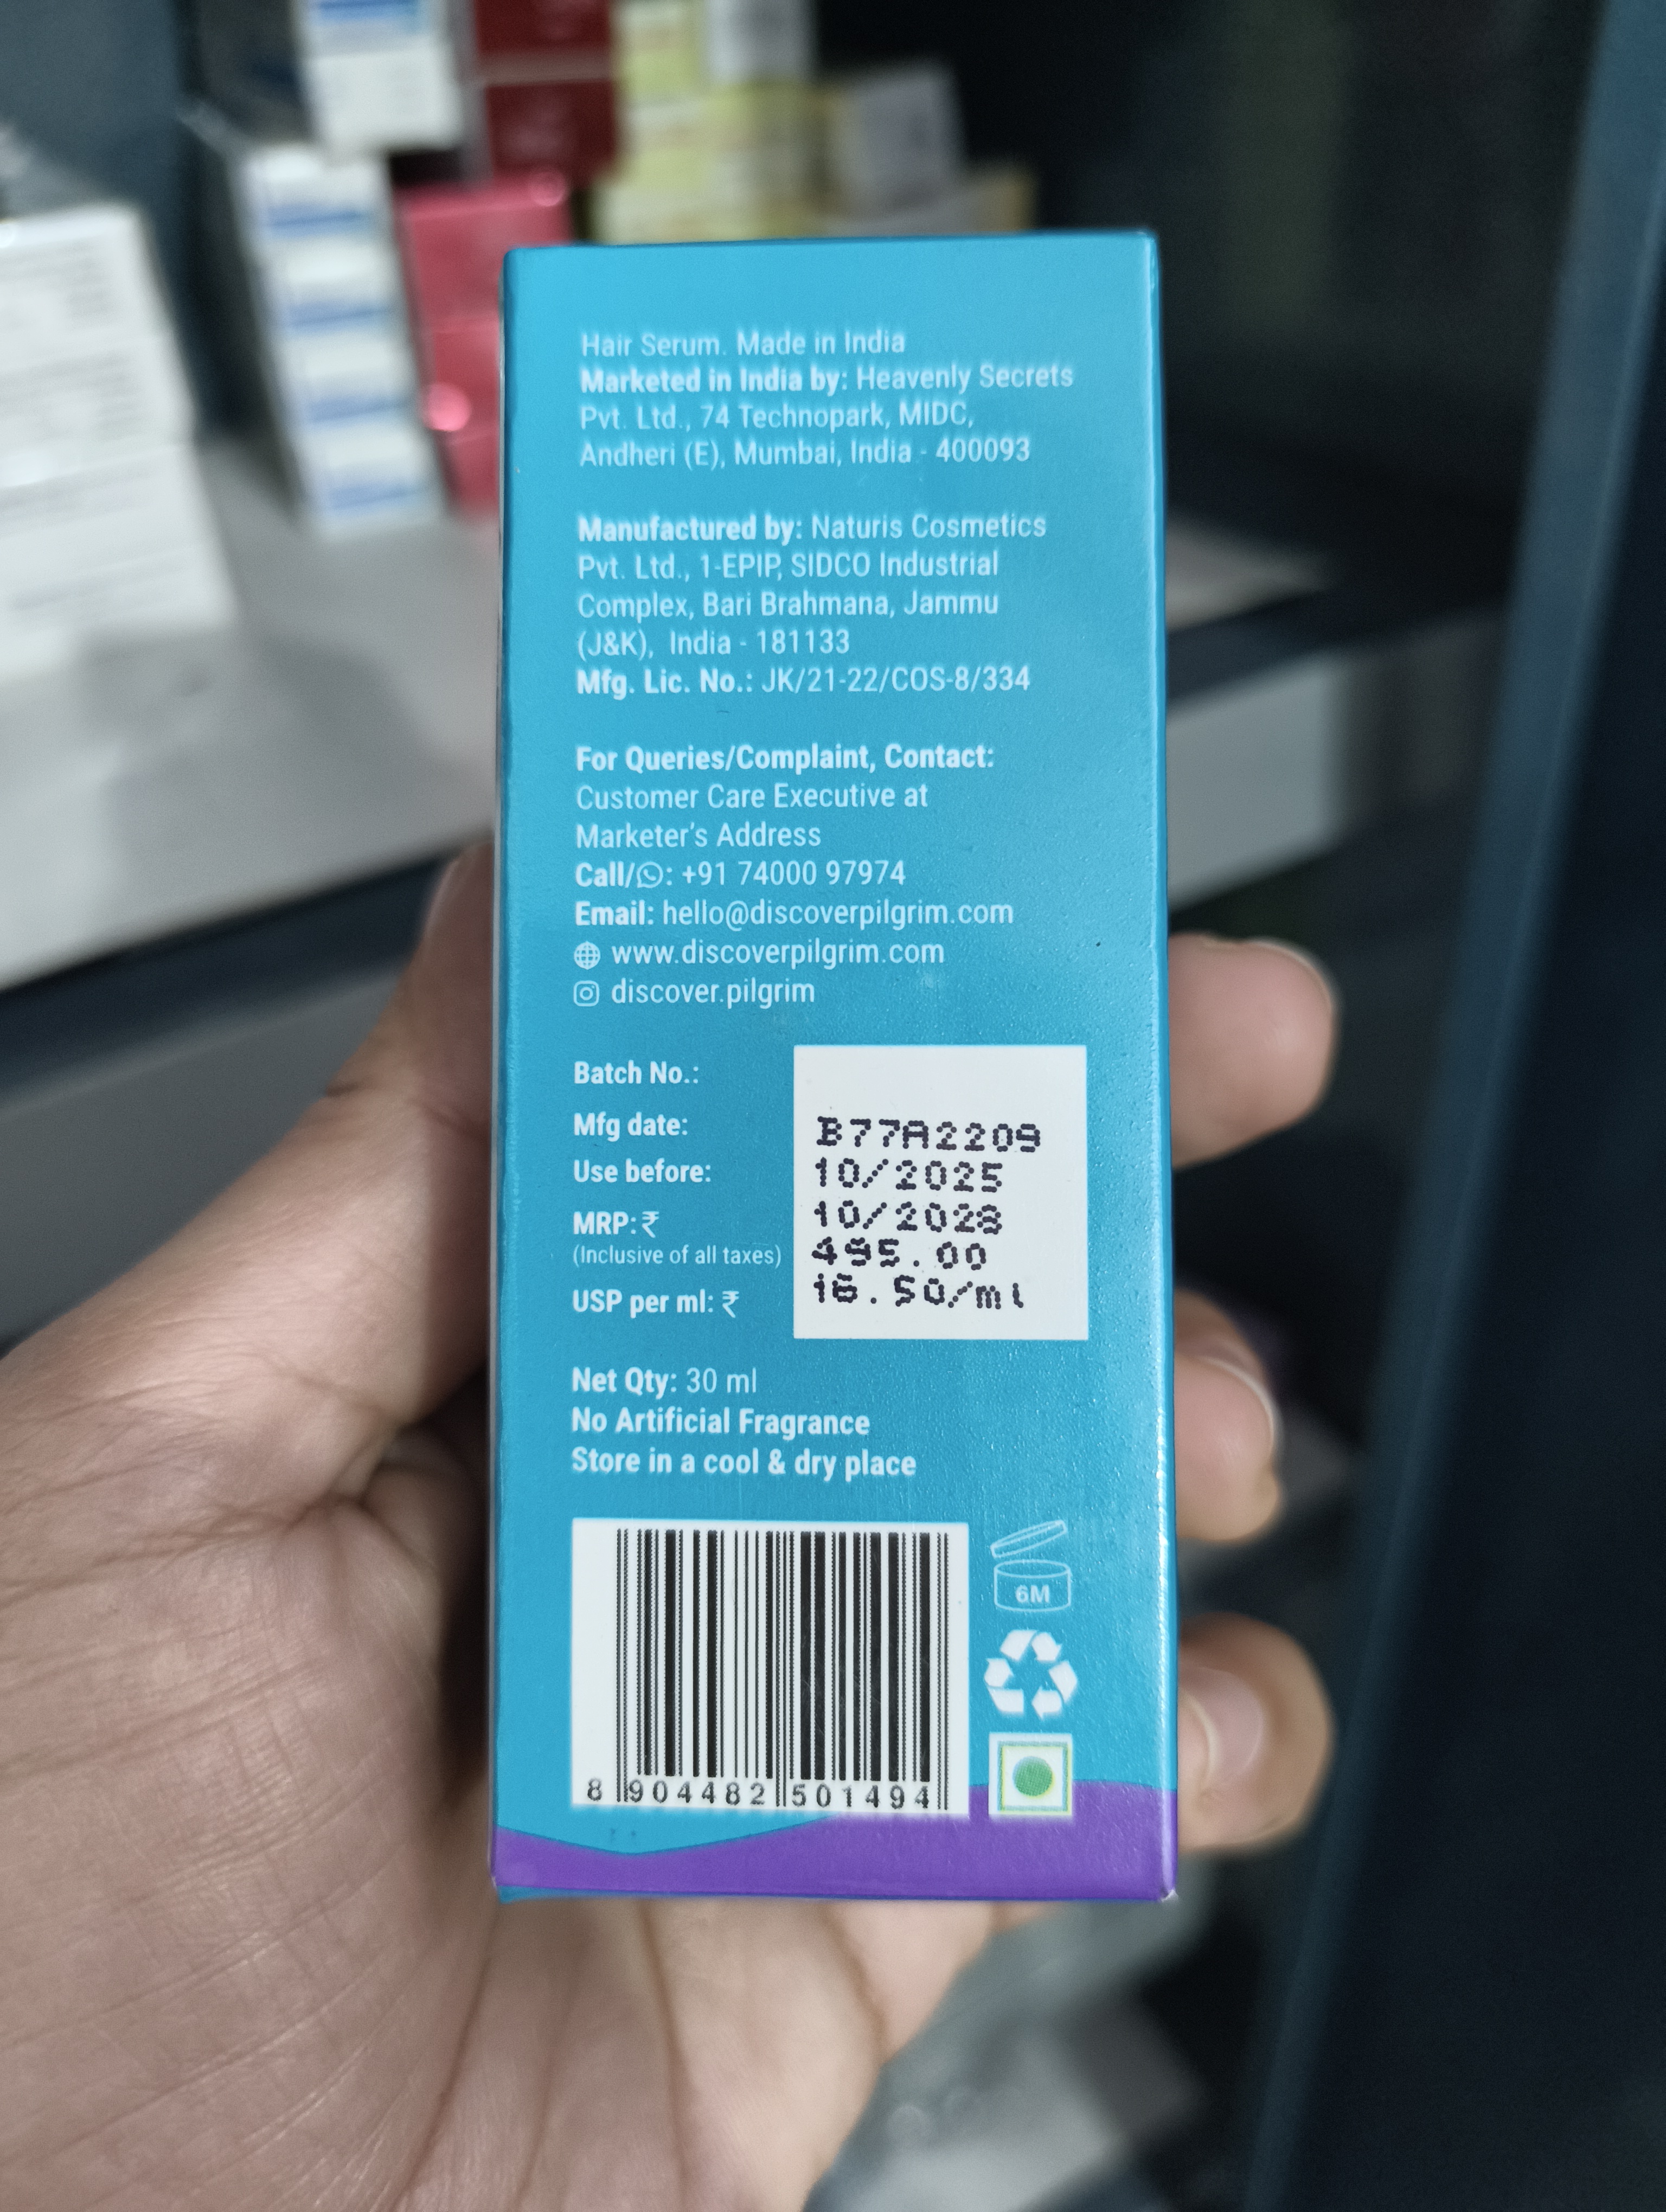 Hair Serum. Made in India
Marketed in India by: Heavenly Secrets
Pvt. Ltd., 74 Technopark, MIDC,
Andheri (E), Mumbai, India - 400093
Manufactured by: Naturis Cosmetics
Pvt. Ltd., 1-EPIP, SIDCO Industrial
Complex, Bari Brahmana, Jammu
(J&K), India - 181133
Mfg. Lic. No.: JK/21-22/COS-8/334
For Queries/Complaint, Contact:
Customer Care Executive at
Marketer's Address
Call/: +91 74000 97974
Email: hello@discoverpilgrim.com
www.discoverpilgrim.com
discover.pilgrim
Batch No.:
Mfg date:
Use before:
MRP: ₹
(Inclusive of all taxes)
USP per ml: ₹
B77A2209
10/2025
10/2028
495.00
16.50/ml
Net Qty: 30 ml
No Artificial Fragrance
Store in a cool & dry place
6M
8 904482 501494